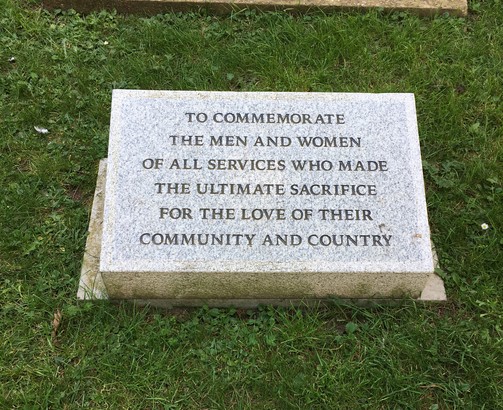 TO COMMEMORATE
THE MEN AND WOMEN
OF ALL SERVICES WHO MADE
THE ULTIMATE SACRIFICE
FOR THE LOVE OF THEIR
COMMUNITY AND COUNTRY